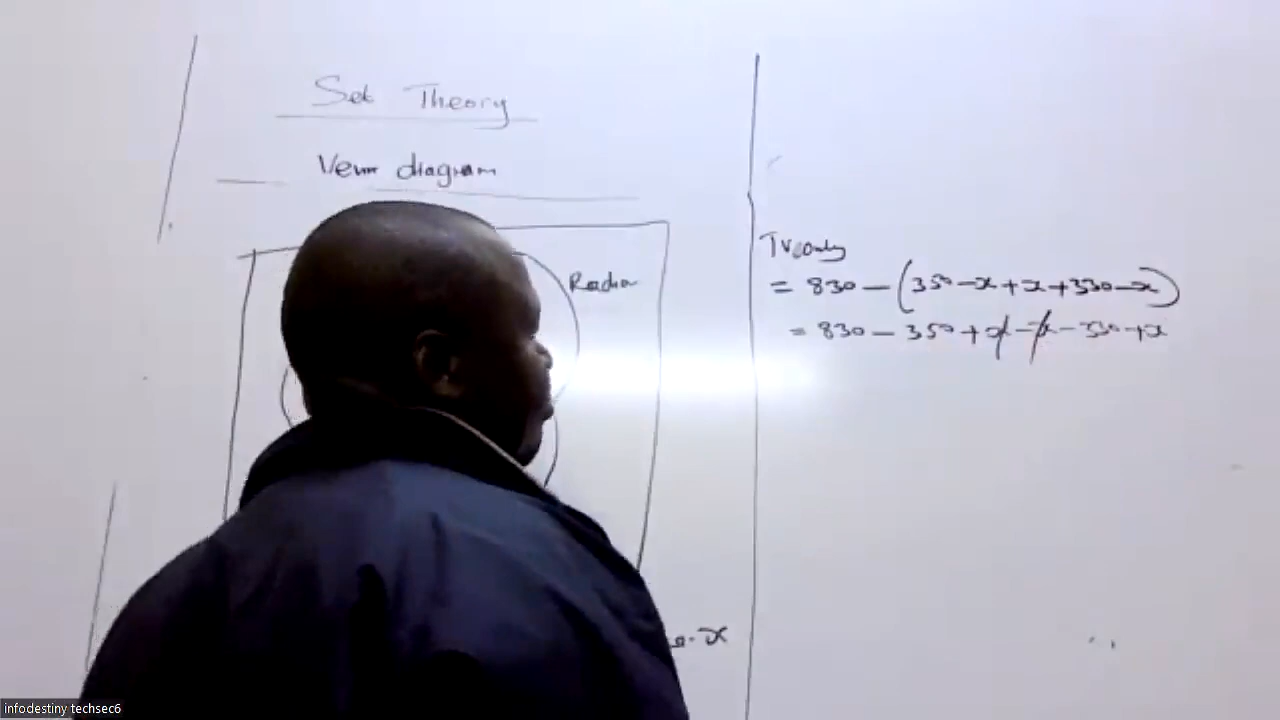 Set Theory
Venn diagram
Radio
TV only
= 830 - (350 - x + x + 330 - x)
= 830 - 350 + x - x - 330 + x
- x
infodestiny techsec6